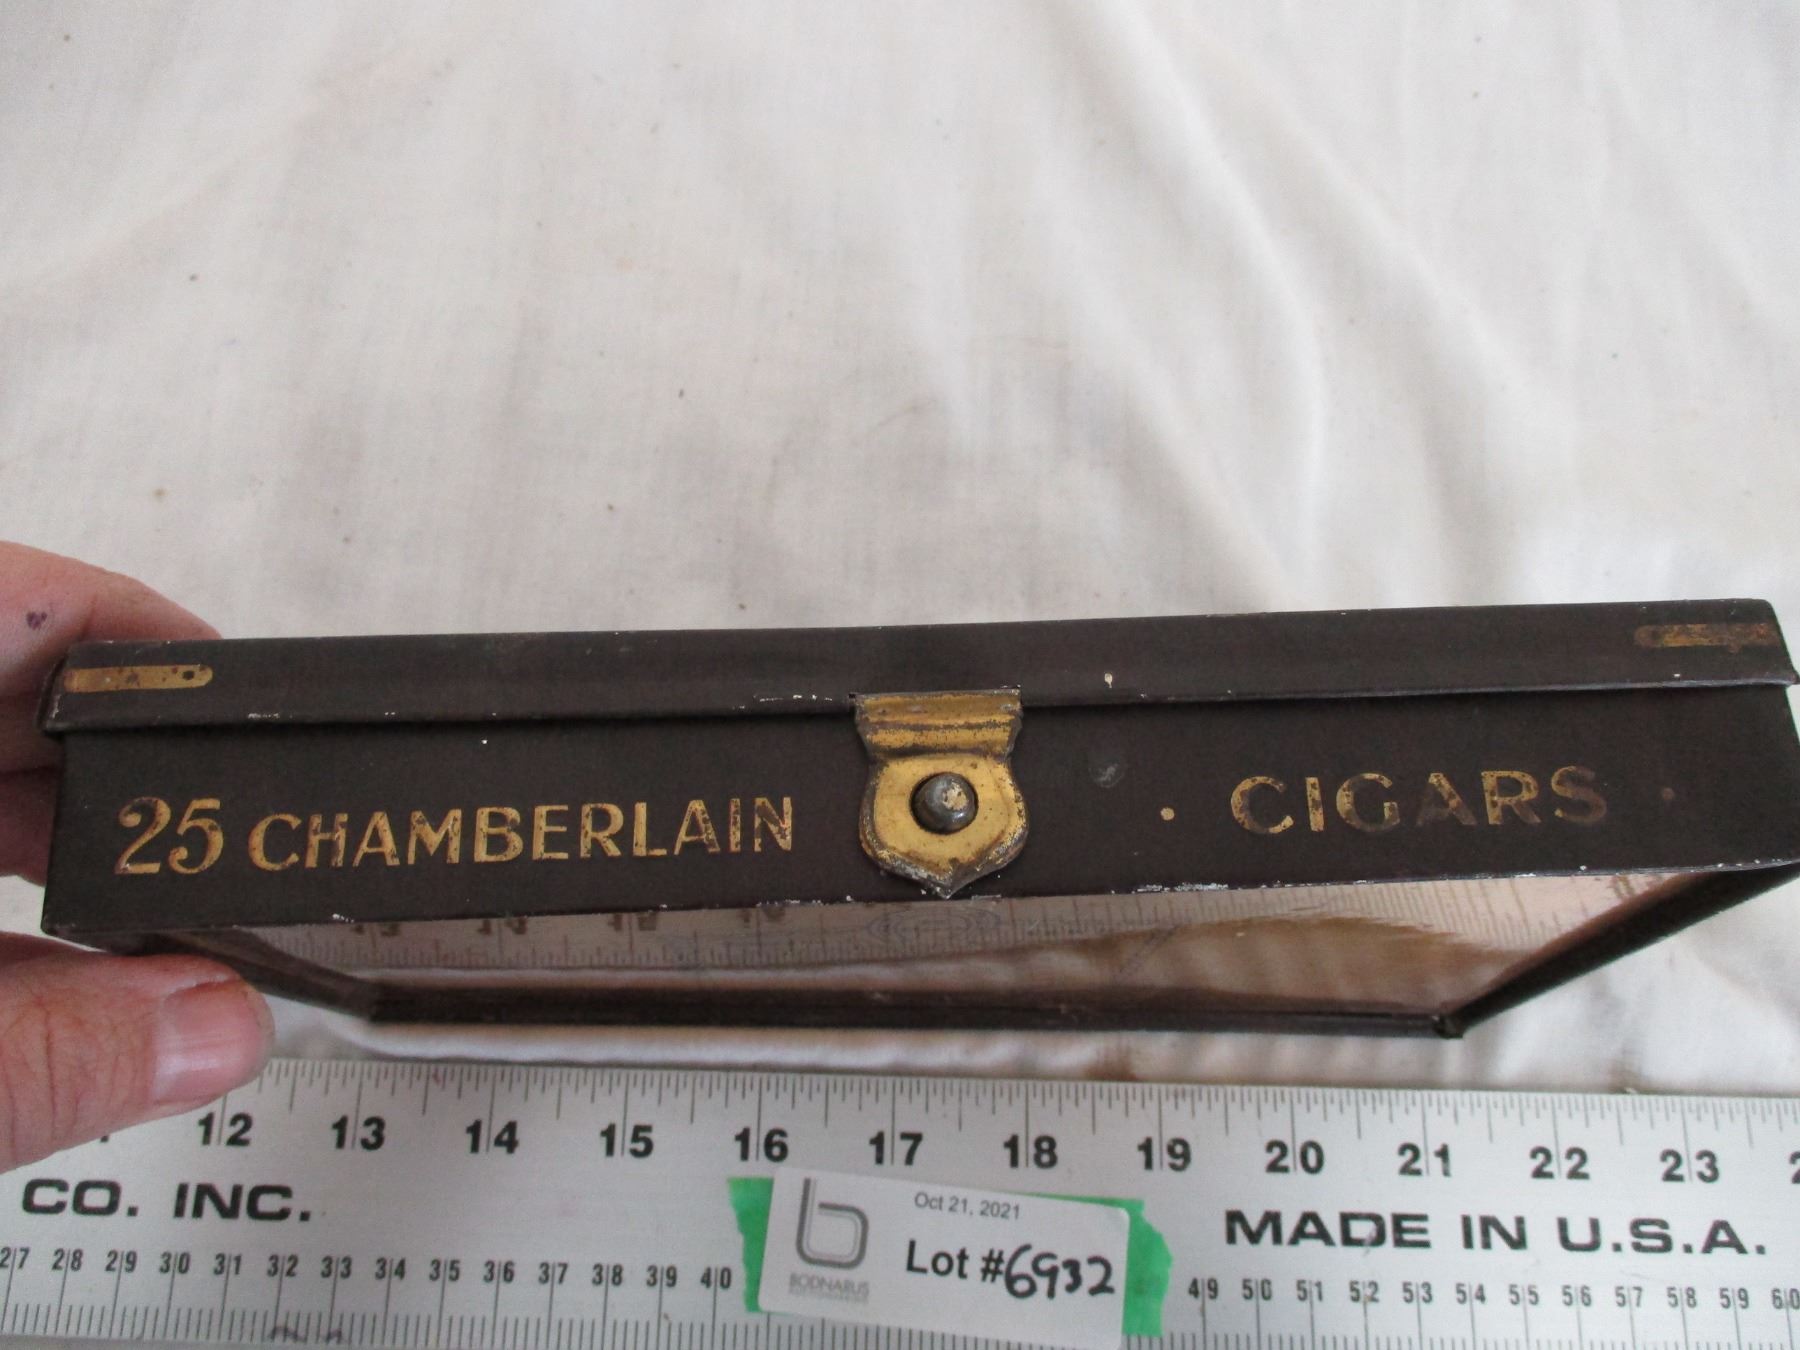 25 CHAMBERLAIN • CIGARS •
12 13 14 15 16 17 18 19 20 21 22 23
CO. INC.
MADE IN U.S.A.
Oct 21, 2021
Lot #6932
BODNARUS
27 28 29 30 31 32 33 34 35 36 37 38 39 40 49 50 51 52 53 54 55 56 57 58 59 60